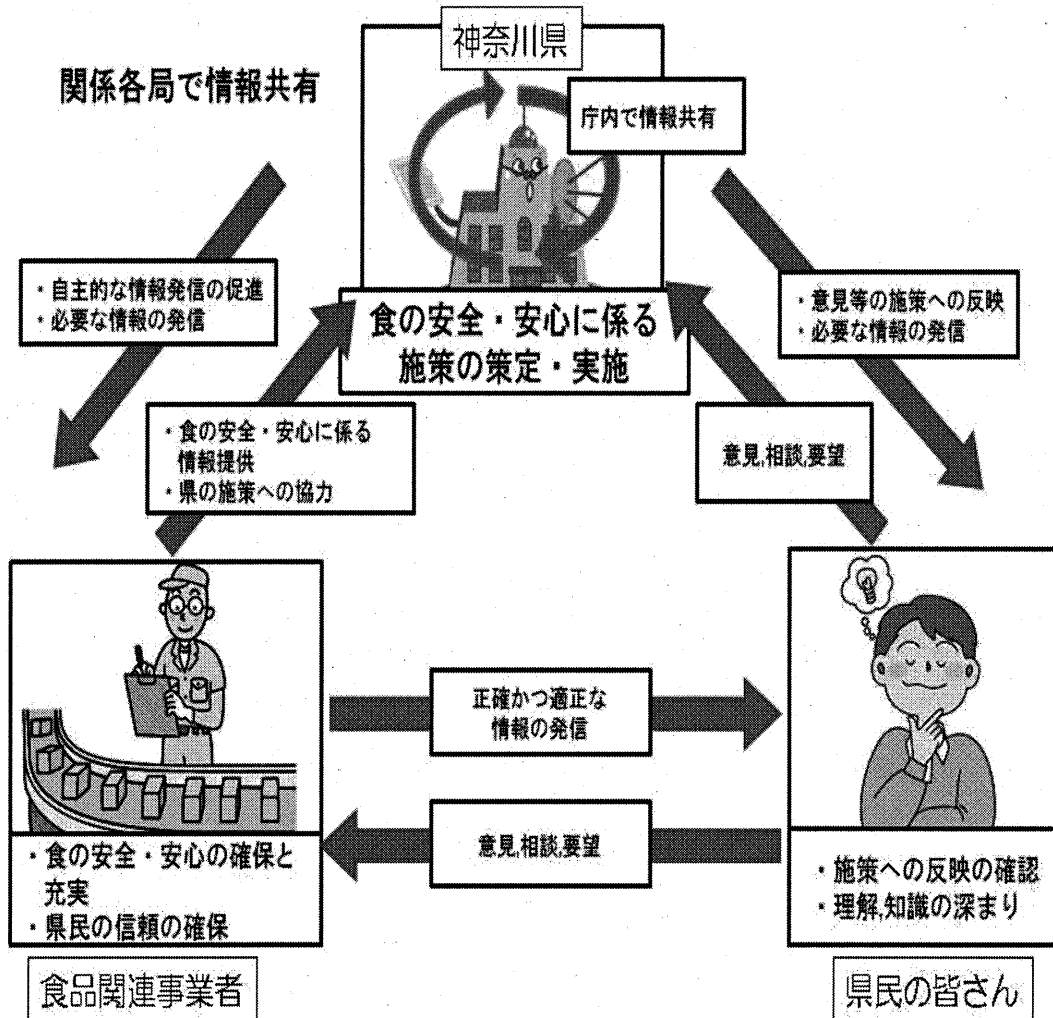 神奈川県
関係各局で情報共有
庁内で情報共有
・自主的な情報発信の促進
・必要な情報の発信
・意見等の施策への反映
・必要な情報の発信
食の安全・安心に係る
施策の策定・実施
・食の安全・安心に係る
情報提供
・県の施策への協力
意見,相談,要望
正確かつ適正な
情報の発信
意見,相談,要望
・食の安全・安心の確保と
充実
・県民の信頼の確保
・施策への反映の確認
・理解,知識の深まり
食品関連事業者
県民の皆さん